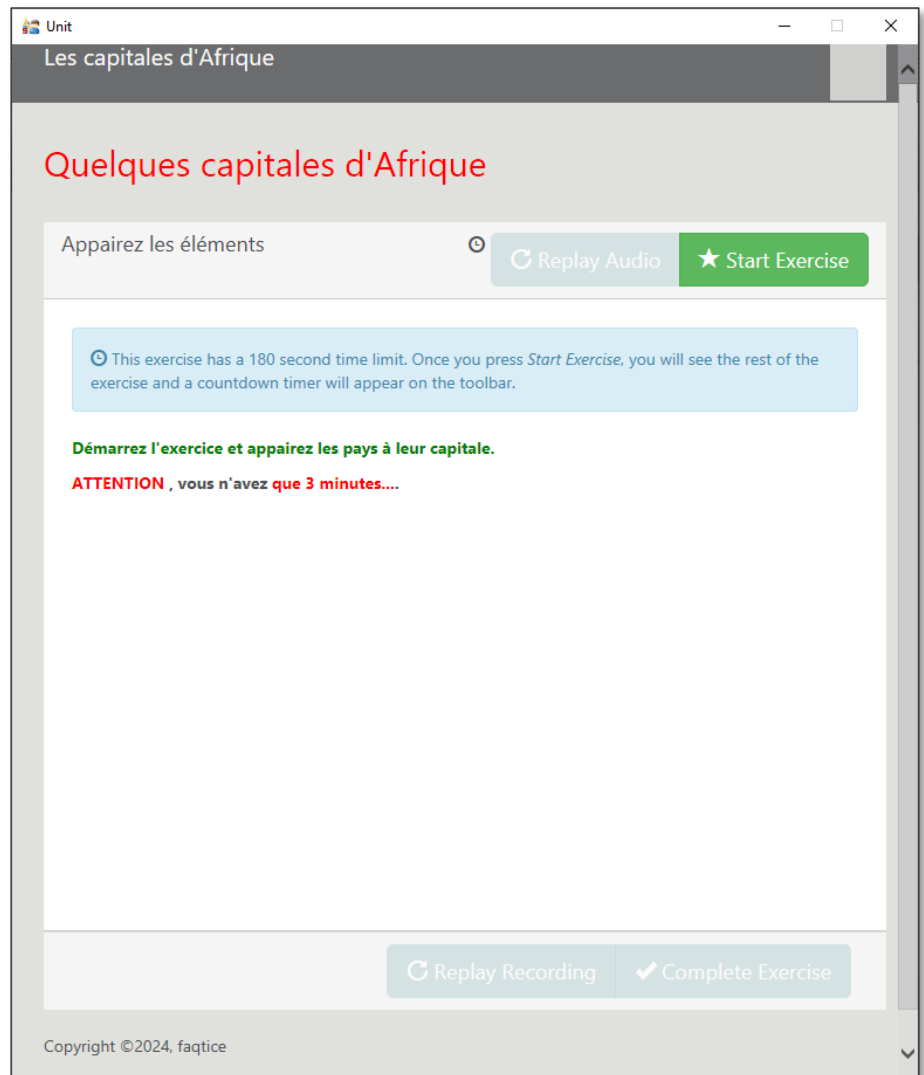 Unit
Les capitales d'Afrique
Quelques capitales d'Afrique
Appairez les éléments
Replay Audio
Start Exercise
This exercise has a 180 second time limit. Once you press Start Exercise, you will see the rest of the
exercise and a countdown timer will appear on the toolbar.
Démarrez l'exercice et appairez les pays à leur capitale.
ATTENTION , vous n'avez que 3 minutes....
Replay Recording
Complete Exercise
Copyright ©2024, faqtice